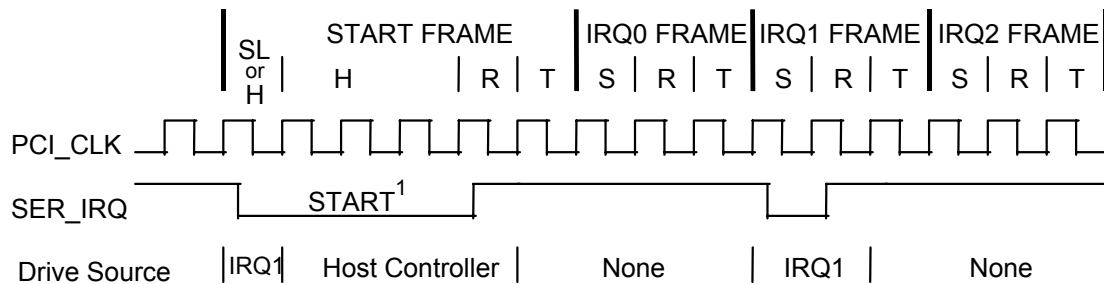 START FRAME IRQ0 FRAME IRQ1 FRAME IRQ2 FRAME
SL
or
H
H R T S R T S R T S R T
PCI_CLK
SER_IRQ START1
Drive Source IRQ1 Host Controller None IRQ1 None